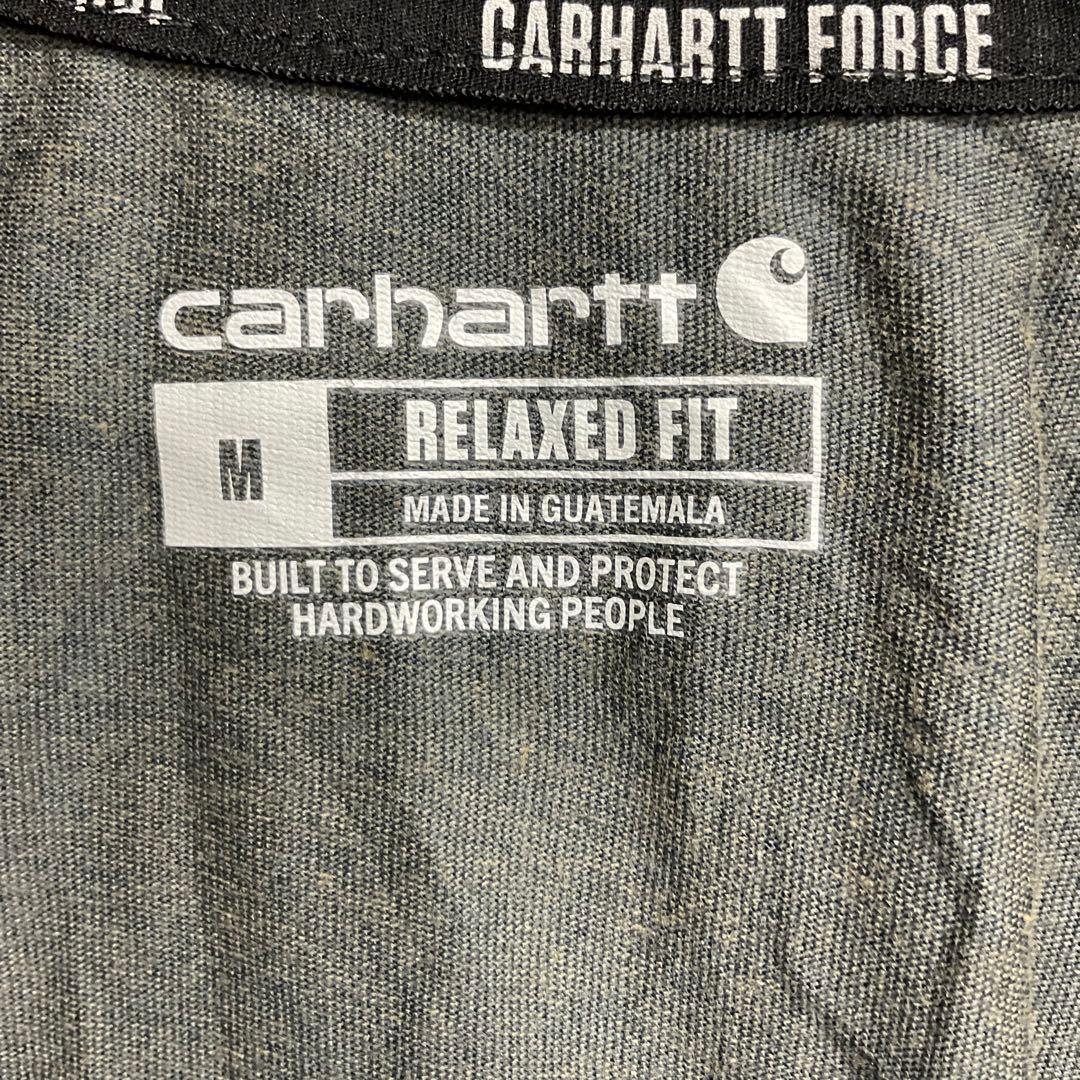 CARHARTT FORCE
carhartt
M
RELAXED FIT
MADE IN GUATEMALA
BUILT TO SERVE AND PROTECT
HARDWORKING PEOPLE